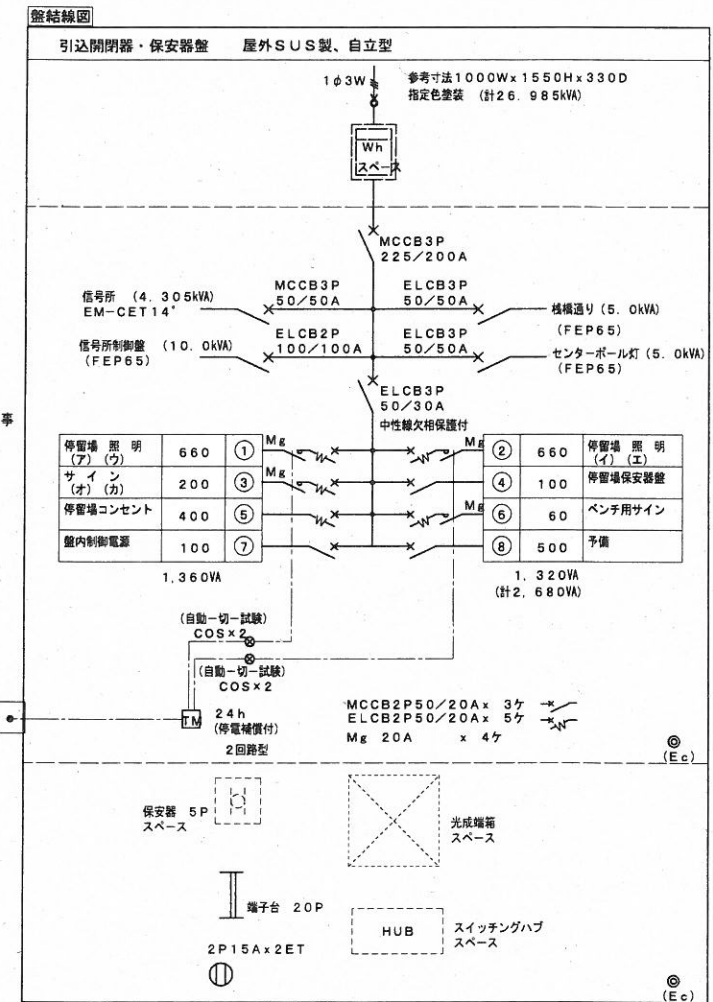 盤結線図
引込開閉器・保安器盤 屋外SUS製、自立型
1φ3W
参考寸法1000Wx1550Hx330D
指定色塗装 (計26.985kVA)
Wh
スペース
MCCB3P
225/200A
信号所 (4.305kVA)
EM-CET14°
MCCB3P
50/50A
ELCB3P
50/50A
桟橋通り (5.0kVA)
(FEP65)
信号所制御盤 (10.0kVA)
(FEP65)
ELCB2P
100/100A
ELCB3P
50/50A
センターポール灯 (5.0kVA)
(FEP65)
ELCB3P
50/30A
中性線欠相保護付
事
停留場 照明
(ア)(ウ)
660 ① Mg
Mg ② 660
停留場 照明
(イ)(エ)
サイン
(オ)(カ)
200 ③ Mg
④ 100 停留場保安器盤
停留場コンセント 400 ⑤
Mg ⑥ 60 ベンチ用サイン
盤内制御電源 100 ⑦
⑧ 500 予備
1,360VA
1,320VA
(計2,680VA)
(自動-切-試験)
COS×2
(自動-切-試験)
COS×2
TM
24h
(停電補償付)
2回路型
MCCB2P50/20Ax 3ケ
ELCB2P50/20Ax 5ケ
Mg 20A x 4ケ
(Ec)
保安器 5P
スペース
光成端箱
スペース
端子台 20P
HUB
スイッチングハブ
スペース
2P15Ax2ET
(Ec)